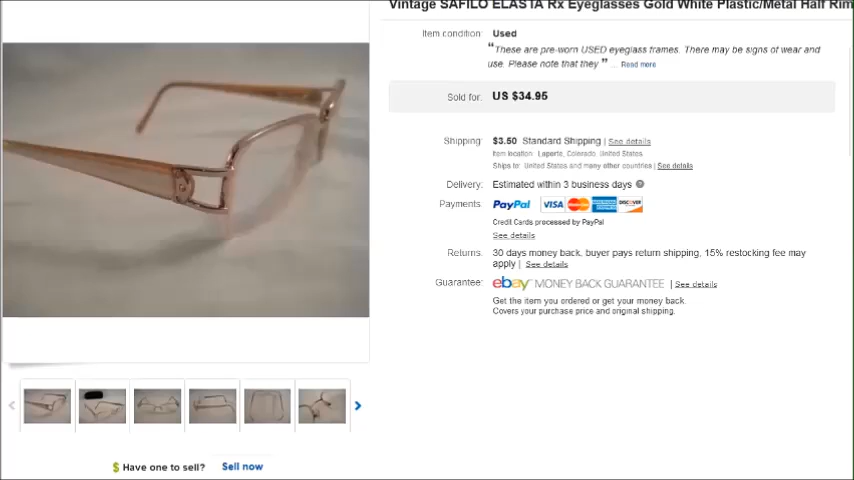 Vintage SAFILO ELASTA Rx Eyeglasses Gold White Plastic/Metal Half Rim
Item condition: Used
“These are pre-worn USED eyeglass frames. There may be signs of wear and
use. Please note that they ” ... Read more
Sold for: US $34.95
Shipping: $3.50 Standard Shipping | See details
Item location: Laporte, Colorado, United States
Ships to: United States and many other countries | See details
Delivery: Estimated within 3 business days
Payments: PayPal VISA MasterCard AMERICAN EXPRESS DISCOVER
Credit Cards processed by PayPal
See details
Returns: 30 days money back, buyer pays return shipping, 15% restocking fee may
apply | See details
Guarantee: ebay MONEY BACK GUARANTEE | See details
Get the item you ordered or get your money back.
Covers your purchase price and original shipping.
$ Have one to sell? Sell now